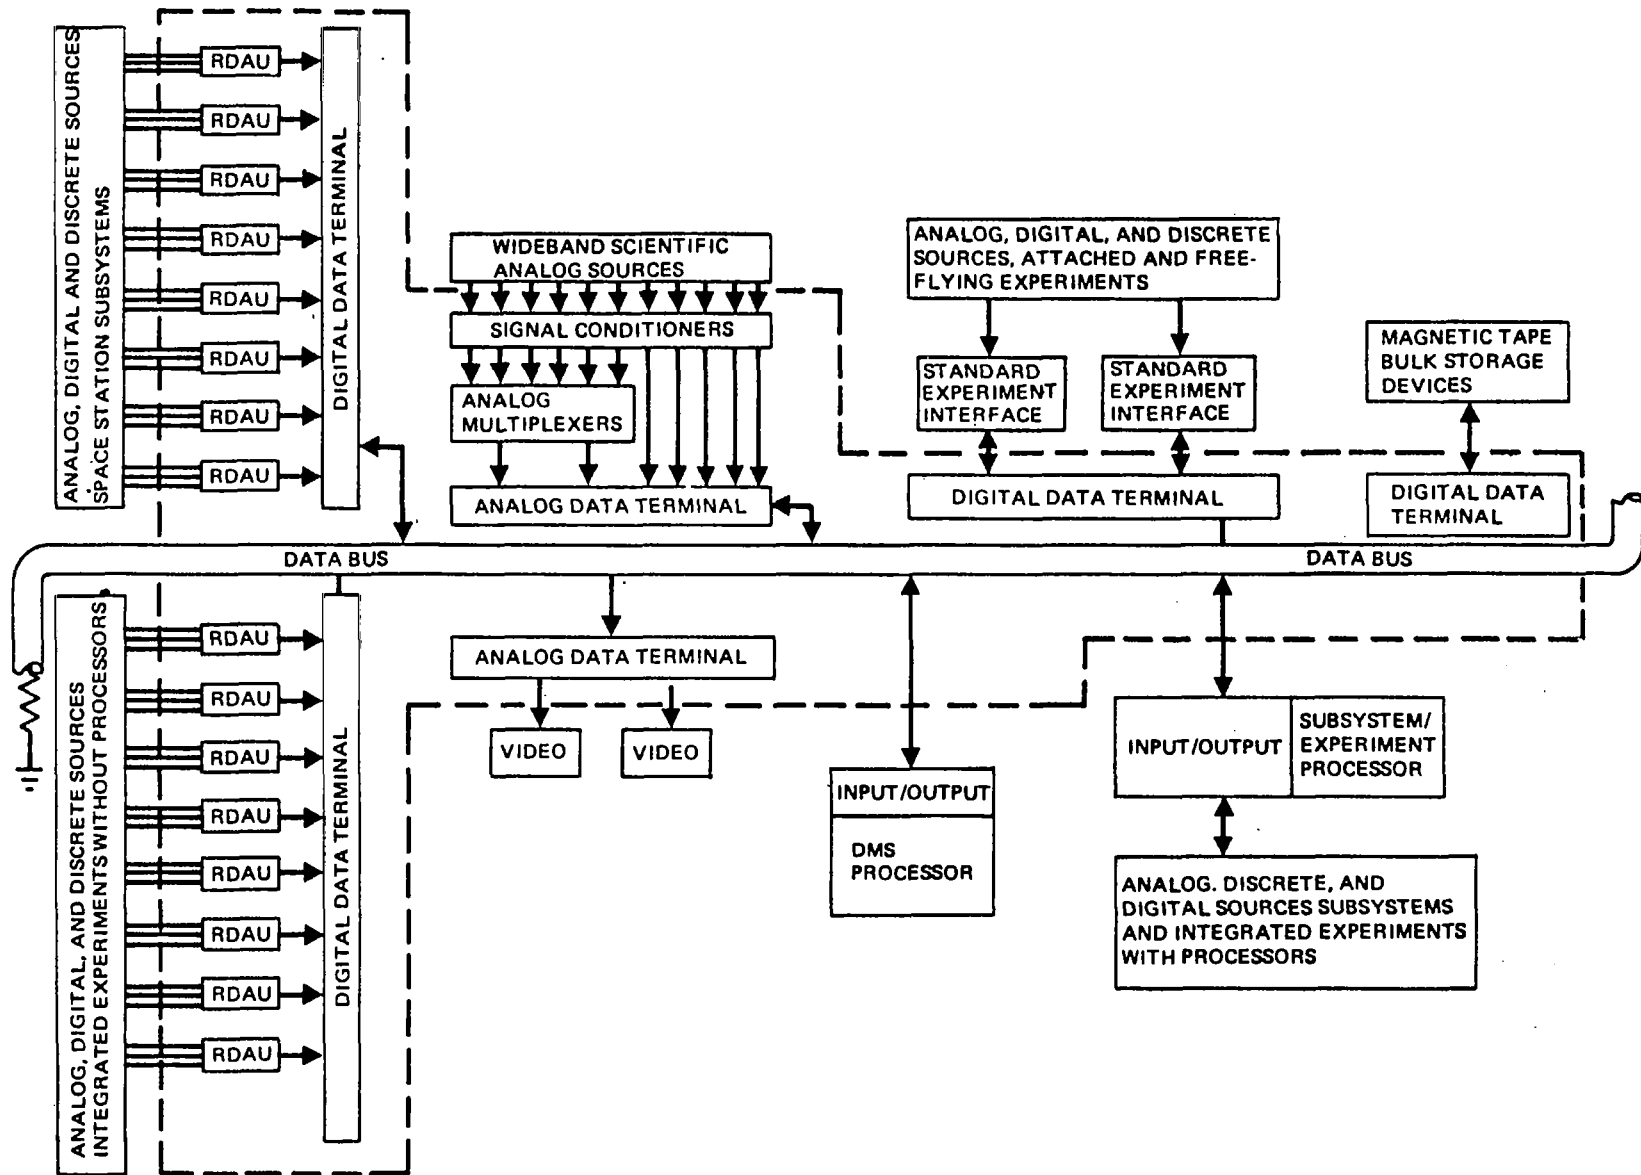 ANALOG, DIGITAL AND DISCRETE SOURCES
SPACE STATION SUBSYSTEMS
RDAU
RDAU
RDAU
RDAU
RDAU
RDAU
RDAU
RDAU
DIGITAL DATA TERMINAL
WIDEBAND SCIENTIFIC
ANALOG SOURCES
SIGNAL CONDITIONERS
ANALOG
MULTIPLEXERS
ANALOG DATA TERMINAL
ANALOG, DIGITAL, AND DISCRETE
SOURCES, ATTACHED AND FREE-
FLYING EXPERIMENTS
STANDARD
EXPERIMENT
INTERFACE
STANDARD
EXPERIMENT
INTERFACE
DIGITAL DATA TERMINAL
MAGNETIC TAPE
BULK STORAGE
DEVICES
DIGITAL DATA
TERMINAL
DATA BUS
DATA BUS
ANALOG, DIGITAL, AND DISCRETE SOURCES
INTEGRATED EXPERIMENTS WITHOUT PROCESSORS
RDAU
RDAU
RDAU
RDAU
RDAU
RDAU
RDAU
RDAU
DIGITAL DATA TERMINAL
ANALOG DATA TERMINAL
VIDEO
VIDEO
INPUT/OUTPUT
DMS
PROCESSOR
INPUT/OUTPUT
SUBSYSTEM/
EXPERIMENT
PROCESSOR
ANALOG. DISCRETE, AND
DIGITAL SOURCES SUBSYSTEMS
AND INTEGRATED EXPERIMENTS
WITH PROCESSORS